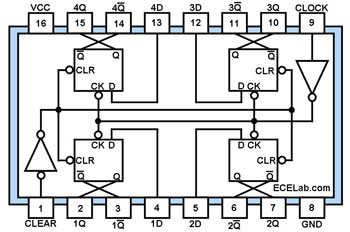 VCC 4Q 4Q̅ 4D 3D 3Q̅ 3Q CLOCK
16 15 14 13 12 11 10 9
Q Q̅ Q̅ Q
CLR D D CLR
CK CK
CK CK
D D
CLR CLR
Q̅ Q Q Q̅
ECELab.com
1 2 3 4 5 6 7 8
CLEAR 1Q 1Q̅ 1D 2D 2Q̅ 2Q GND